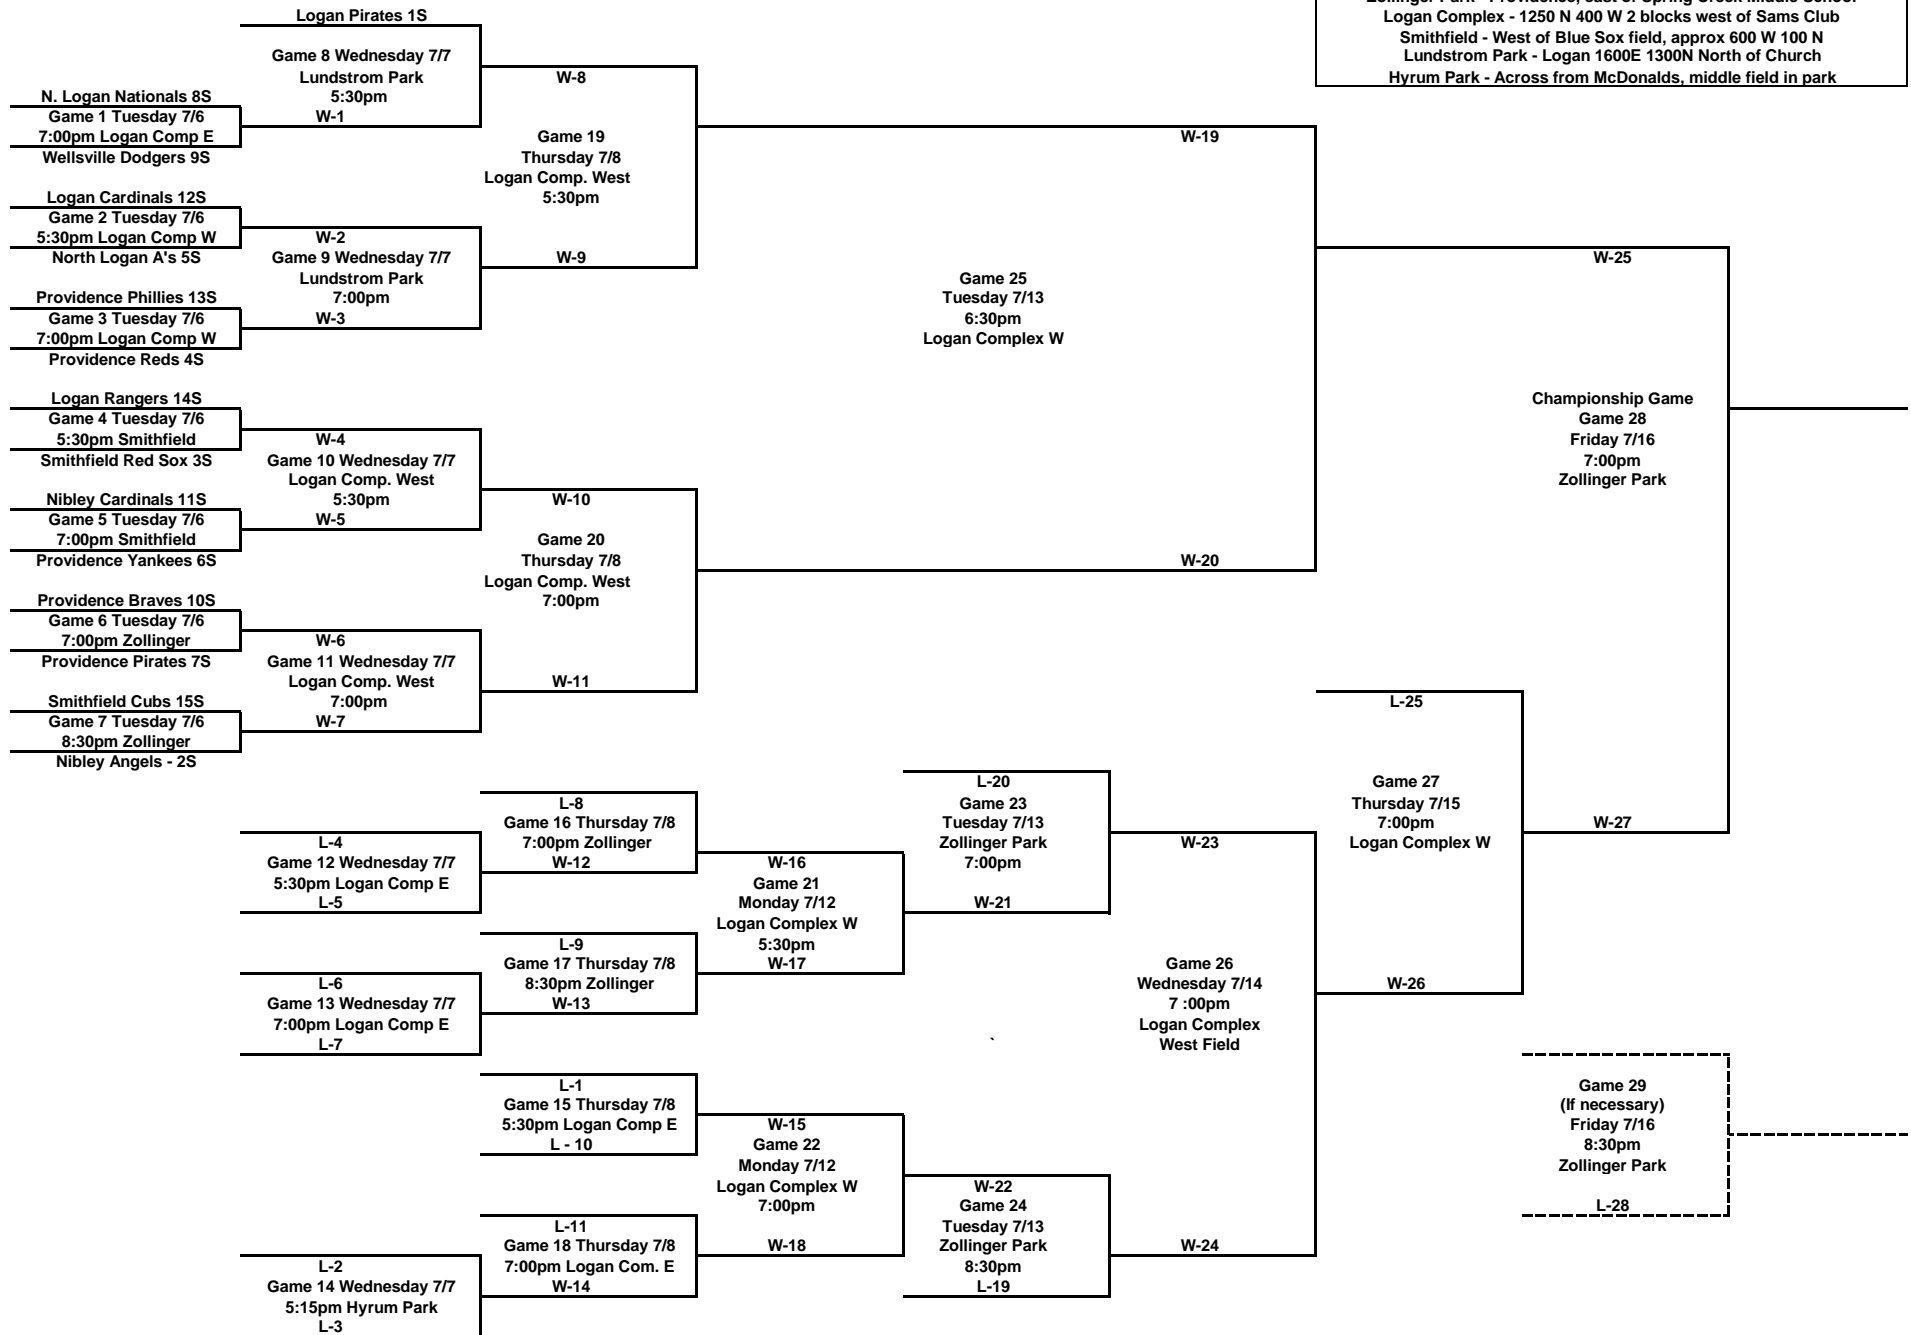 Zollinger Park - Providence, east of Spring Creek Middle School
Logan Complex - 1250 N 400 W 2 blocks west of Sams Club
Smithfield - West of Blue Sox field, approx 600 W 100 N
Lundstrom Park - Logan 1600E 1300N North of Church
Hyrum Park - Across from McDonalds, middle field in park
Logan Pirates 1S
Game 8 Wednesday 7/7
Lundstrom Park
5:30pm
W-1
N. Logan Nationals 8S
Game 1 Tuesday 7/6
7:00pm Logan Comp E
Wellsville Dodgers 9S
Logan Cardinals 12S
Game 2 Tuesday 7/6
5:30pm Logan Comp W
North Logan A's 5S
W-2
Game 9 Wednesday 7/7
Lundstrom Park
7:00pm
W-3
Providence Phillies 13S
Game 3 Tuesday 7/6
7:00pm Logan Comp W
Providence Reds 4S
W-8
Game 19
Thursday 7/8
Logan Comp. West
5:30pm
W-9
Logan Rangers 14S
Game 4 Tuesday 7/6
5:30pm Smithfield
Smithfield Red Sox 3S
W-4
Game 10 Wednesday 7/7
Logan Comp. West
5:30pm
W-5
Nibley Cardinals 11S
Game 5 Tuesday 7/6
7:00pm Smithfield
Providence Yankees 6S
Providence Braves 10S
Game 6 Tuesday 7/6
7:00pm Zollinger
Providence Pirates 7S
W-6
Game 11 Wednesday 7/7
Logan Comp. West
7:00pm
W-7
Smithfield Cubs 15S
Game 7 Tuesday 7/6
8:30pm Zollinger
Nibley Angels - 2S
W-10
Game 20
Thursday 7/8
Logan Comp. West
7:00pm
W-11
W-19
Game 25
Tuesday 7/13
6:30pm
Logan Complex W
W-20
W-25
Championship Game
Game 28
Friday 7/16
7:00pm
Zollinger Park
W-27
L-25
Game 27
Thursday 7/15
7:00pm
Logan Complex W
W-26
L-4
Game 12 Wednesday 7/7
5:30pm Logan Comp E
L-5
L-8
Game 16 Thursday 7/8
7:00pm Zollinger
W-12
L-6
Game 13 Wednesday 7/7
7:00pm Logan Comp E
L-7
L-9
Game 17 Thursday 7/8
8:30pm Zollinger
W-13
W-16
Game 21
Monday 7/12
Logan Complex W
5:30pm
W-17
L-20
Game 23
Tuesday 7/13
Zollinger Park
7:00pm
W-21
W-23
Game 26
Wednesday 7/14
7 :00pm
Logan Complex
West Field
W-24
`
L-1
Game 15 Thursday 7/8
5:30pm Logan Comp E
L - 10
L-2
Game 14 Wednesday 7/7
5:15pm Hyrum Park
L-3
L-11
Game 18 Thursday 7/8
7:00pm Logan Com. E
W-14
W-15
Game 22
Monday 7/12
Logan Complex W
7:00pm
W-18
W-22
Game 24
Tuesday 7/13
Zollinger Park
8:30pm
L-19
Game 29
(If necessary)
Friday 7/16
8:30pm
Zollinger Park
L-28